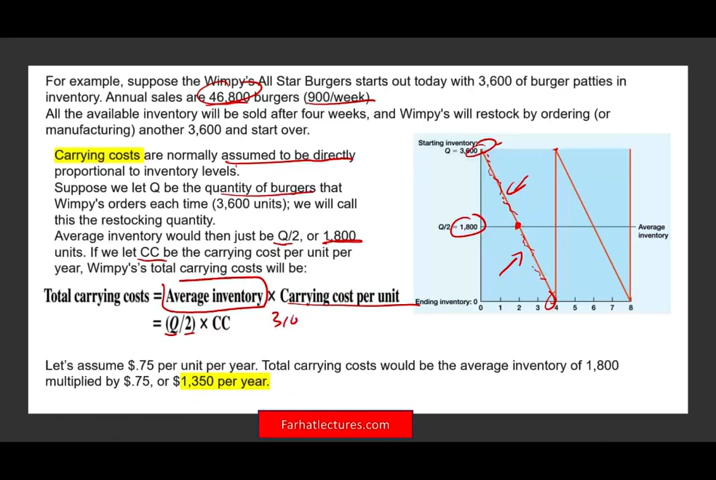 For example, suppose the Wimpy's All Star Burgers starts out today with 3,600 of burger patties in
inventory. Annual sales are 46,800 burgers (900/week).
All the available inventory will be sold after four weeks, and Wimpy's will restock by ordering (or
manufacturing) another 3,600 and start over.
Carrying costs are normally assumed to be directly
proportional to inventory levels.
Suppose we let Q be the quantity of burgers that
Wimpy's orders each time (3,600 units); we will call
this the restocking quantity.
Average inventory would then just be Q/2, or 1,800
units. If we let CC be the carrying cost per unit per
year, Wimpy's's total carrying costs will be:
Total carrying costs = Average inventory × Carrying cost per unit
= (Q/2) × CC
Starting inventory:
Q = 3,600
Q/2 = 1,800
Average
inventory
Ending inventory: 0
0 1 2 3 4 5 6 7 8
Let's assume $.75 per unit per year. Total carrying costs would be the average inventory of 1,800
multiplied by $.75, or $1,350 per year.
Farhatlectures.com